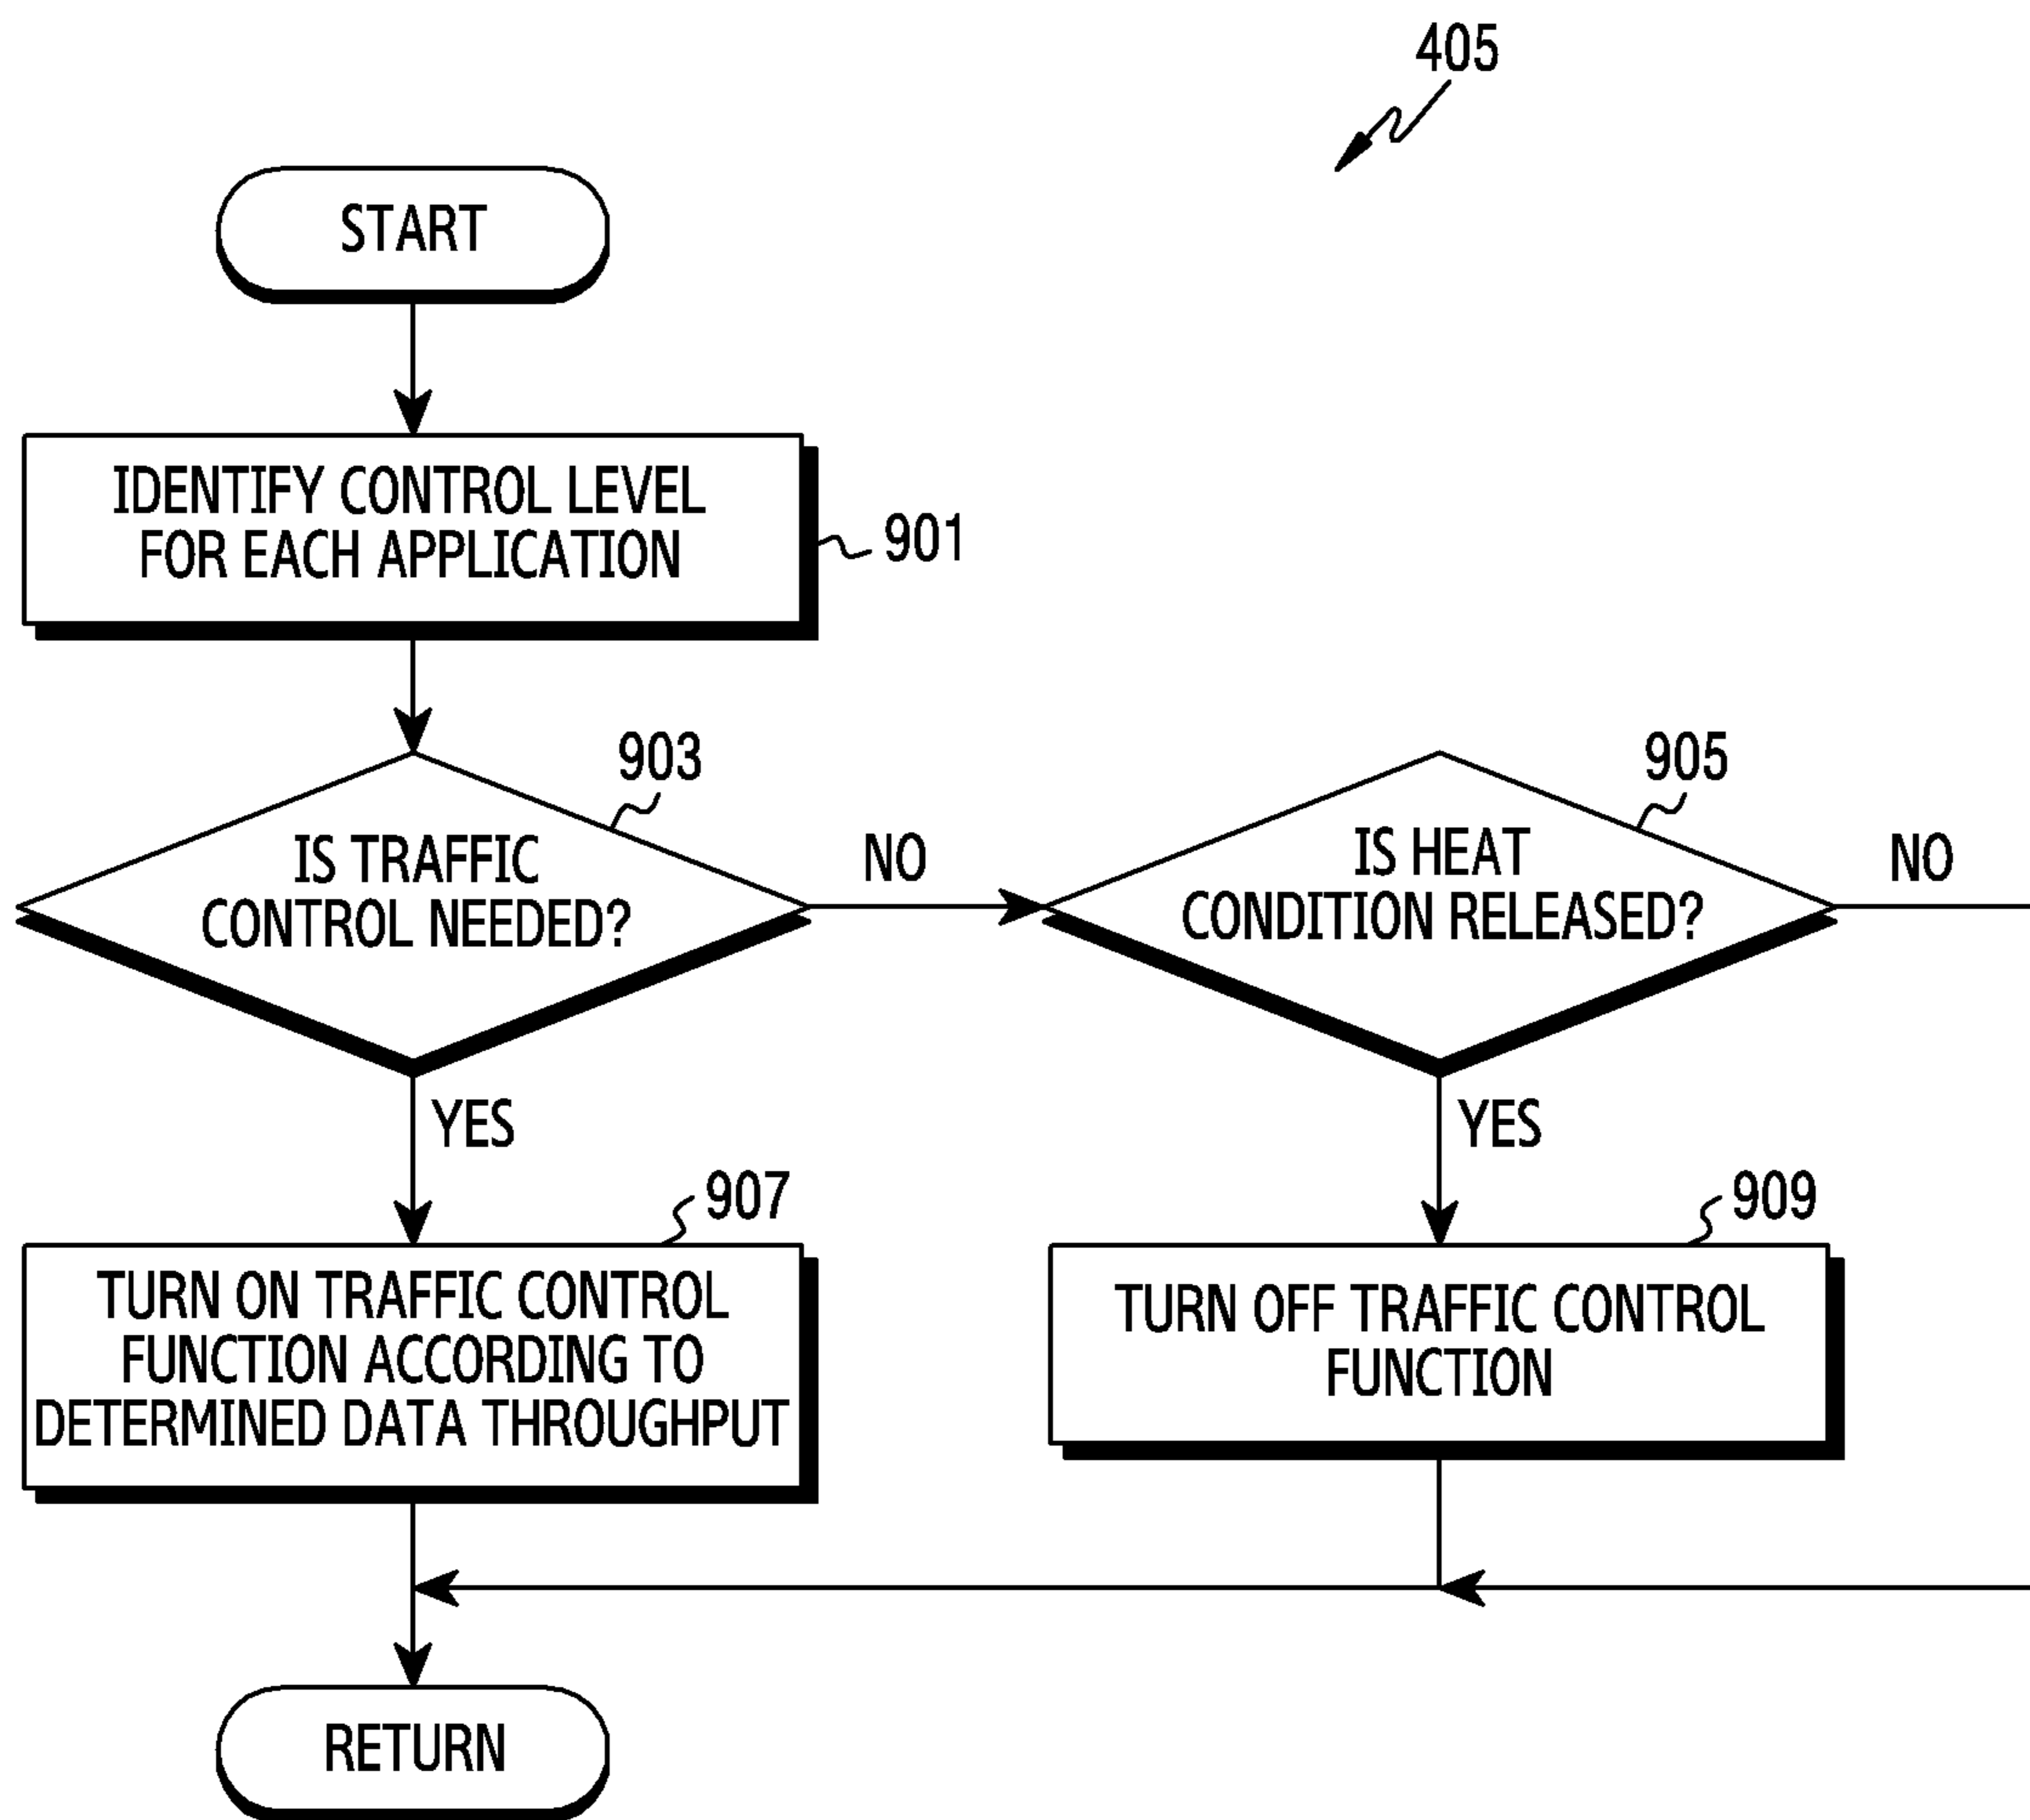 405
START
IDENTIFY CONTROL LEVEL
FOR EACH APPLICATION
901
903
IS TRAFFIC
CONTROL NEEDED?
NO
905
IS HEAT
CONDITION RELEASED?
NO
YES
YES
907
TURN ON TRAFFIC CONTROL
FUNCTION ACCORDING TO
DETERMINED DATA THROUGHPUT
909
TURN OFF TRAFFIC CONTROL
FUNCTION
RETURN